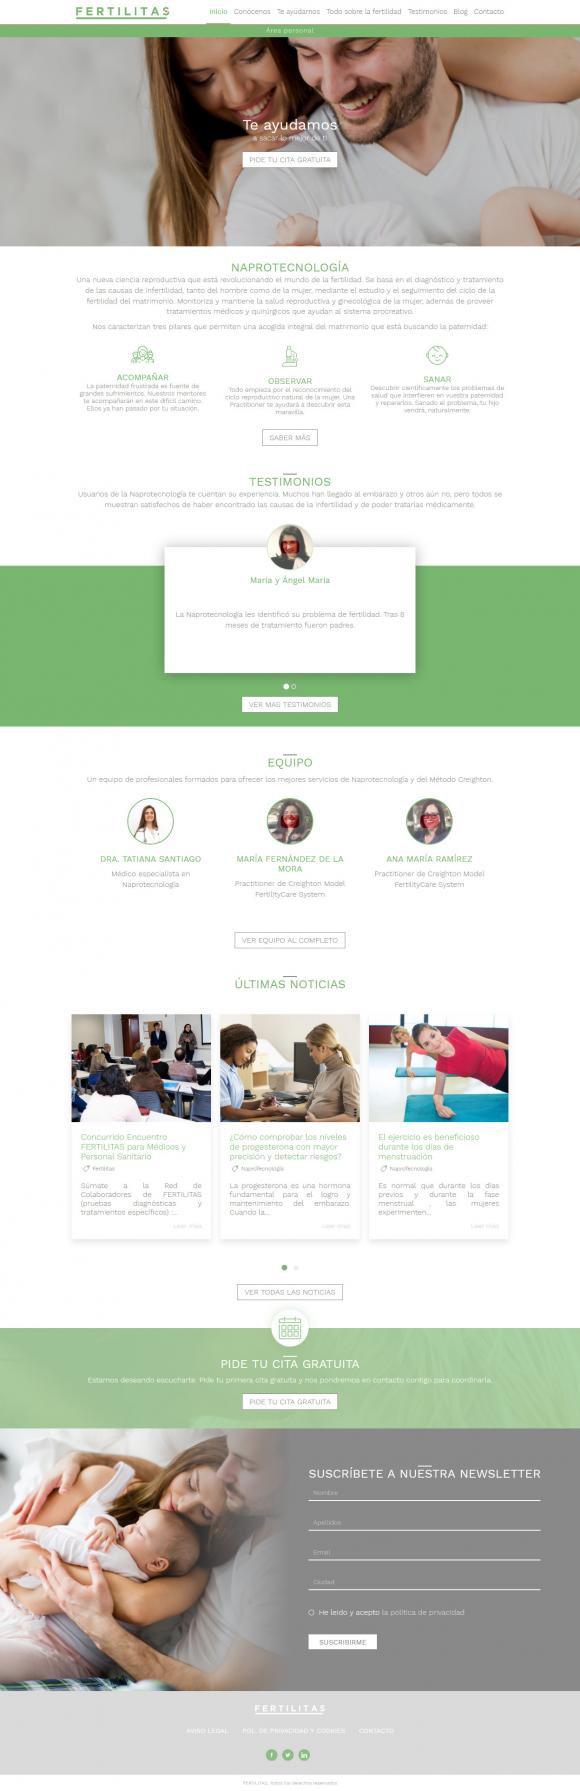 FERTILITAS
Inicio Conócenos Te ayudamos Todo sobre la fertilidad Testimonios Blog Contacto
Área personal
Te ayudamos
a sacar lo mejor de ti
PIDE TU CITA GRATUITA
NAPROTECNOLOGÍA
Una nueva ciencia reproductiva que está revolucionando el mundo de la fertilidad. Se basa en el diagnóstico y tratamiento
de las causas de infertilidad, tanto del hombre como de la mujer, mediante el estudio y el seguimiento del ciclo de la
fertilidad del matrimonio. Monitoriza y mantiene la salud reproductiva y ginecológica de la mujer, además de proveer
tratamientos médicos y quirúrgicos que ayudan al sistema procreativo.
Nos caracterizan tres pilares que permiten una acogida integral del matrimonio que está buscando la paternidad:
ACOMPAÑAR
La paternidad frustrada es fuente de
grandes sufrimientos. Nuestros mentores
te acompañarán en este difícil camino.
Ellos ya han pasado por tu situación.
OBSERVAR
Todo empieza por el reconocimiento del
ciclo reproductivo natural de la mujer. Una
Practitioner te ayudará a descubrir esta
maravilla.
SANAR
Descubrir científicamente los problemas de
salud que interfieren en vuestra paternidad
y repararlos. Sanado el problema, tu hijo
vendrá, naturalmente.
SABER MÁS
TESTIMONIOS
Usuarios de la Naprotecnología te cuentan su experiencia. Muchos han llegado al embarazo y otros aún no, pero todos se
muestran satisfechos de haber encontrado las causas de la infertilidad y de poder tratarlas médicamente.
María y Ángel María
La Naprotecnología les identificó su problema de fertilidad. Tras 8
meses de tratamiento fueron padres.
VER MAS TESTIMONIOS
EQUIPO
Un equipo de profesionales formados para ofrecer los mejores servicios de Naprotecnología y del Método Creighton.
DRA. TATIANA SANTIAGO
Médico especialista en
Naprotecnología
MARÍA FERNÁNDEZ DE LA
MORA
Practitioner de Creighton Model
FertilityCare System
ANA MARÍA RAMÍREZ
Practitioner de Creighton Model
FertilityCare System
VER EQUIPO AL COMPLETO
ÚLTIMAS NOTICIAS
Concurrido Encuentro
FERTILITAS para Médicos y
Personal Sanitario
Fertilitas
Súmate a la Red de
Colaboradores de FERTILITAS
(pruebas diagnósticas y
tratamientos específicos) :...
Leer más
¿Cómo comprobar los niveles
de progesterona con mayor
precisión y detectar riesgos?
NaproTecnología
La progesterona es una hormona
fundamental para el logro y
mantenimiento del embarazo.
Cuando la...
Leer más
El ejercicio es beneficioso
durante los días de
menstruación
NaproTecnología
Es normal que durante los días
previos y durante la fase
menstrual , las mujeres
experimenten...
Leer más
VER TODAS LAS NOTICIAS
PIDE TU CITA GRATUITA
Estamos deseando escucharte. Pide tu primera cita gratuita y nos pondremos en contacto contigo para coordinarla.
PIDE TU CITA GRATUITA
SUSCRÍBETE A NUESTRA NEWSLETTER
Nombre
Apellidos
Email
Ciudad
He leído y acepto la política de privacidad
SUSCRIBIRME
FERTILITAS
AVISO LEGAL POL. DE PRIVACIDAD Y COOKIES CONTACTO
FERTILITAS, todos los derechos reservados